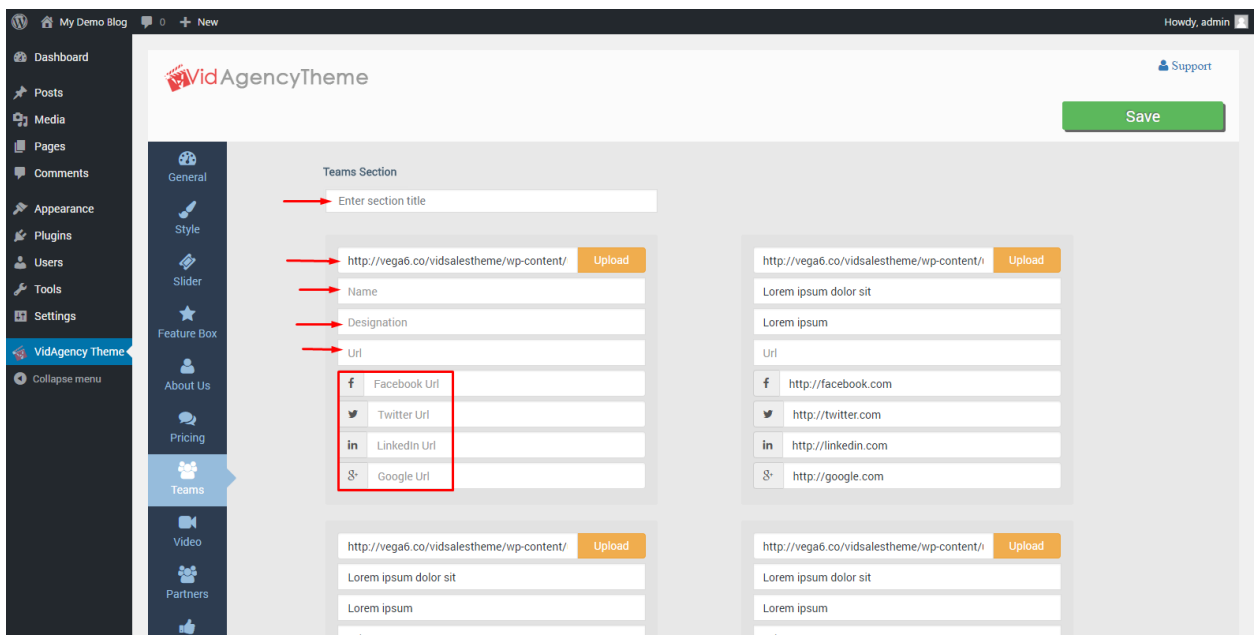 My Demo Blog 0 + New Howdy, admin
Dashboard
Posts
Media
Pages
Comments
Appearance
Plugins
Users
Tools
Settings
VidAgency Theme
Collapse menu
VidAgencyTheme
Support
Save
General
Style
Slider
Feature Box
About Us
Pricing
Teams
Video
Partners
Teams Section
Enter section title
http://vega6.co/vidsalestheme/wp-content/ Upload
Name
Designation
Url
f Facebook Url
Twitter Url
in LinkedIn Url
g+ Google Url
http://vega6.co/vidsalestheme/wp-content/ Upload
Lorem ipsum dolor sit
Lorem ipsum
Url
f http://facebook.com
http://twitter.com
in http://linkedin.com
g+ http://google.com
http://vega6.co/vidsalestheme/wp-content/ Upload
Lorem ipsum dolor sit
Lorem ipsum
http://vega6.co/vidsalestheme/wp-content/ Upload
Lorem ipsum dolor sit
Lorem ipsum